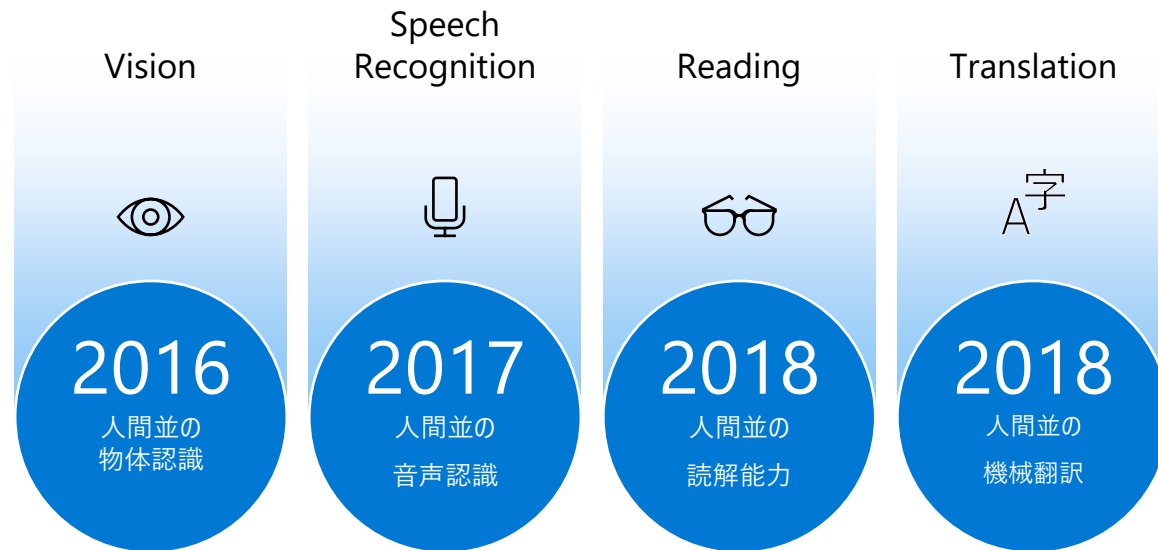 Vision
Speech
Recognition
Reading
Translation
A字
2016
人間並の
物体認識
2017
人間並の
音声認識
2018
人間並の
読解能力
2018
人間並の
機械翻訳